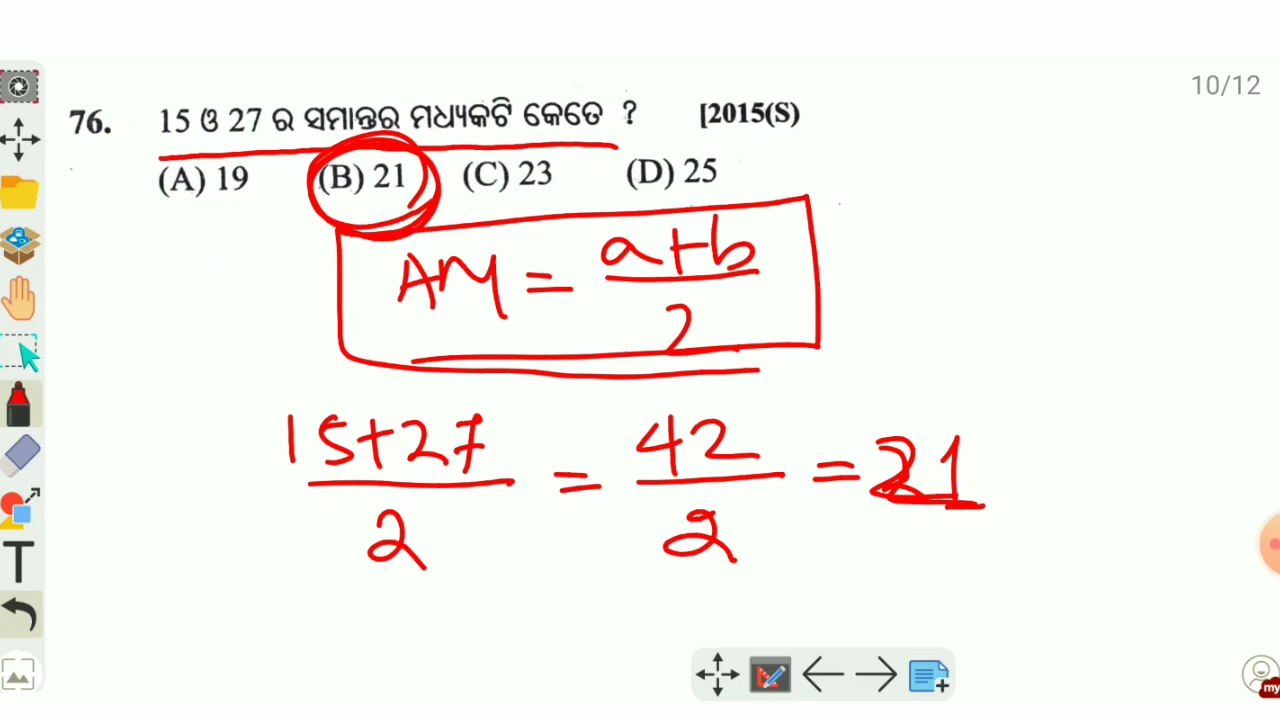 10/12
76. 15 ଓ 27 ର ସମାନ୍ତର ମଧ୍ୟକଟି କେତେ ? [2015(S)
(A) 19 (B) 21 (C) 23 (D) 25
AM = a+b/2
15+27/2 = 42/2 = 21
T
my